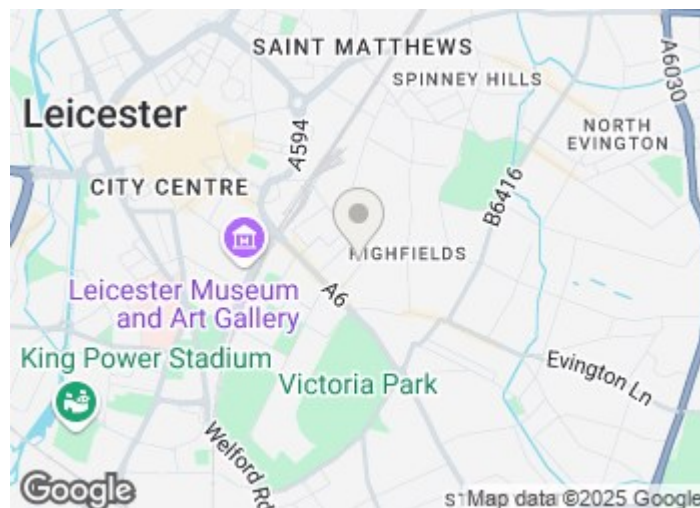 SAINT MATTHEWS
SPINNEY HILLS
A6030
Leicester
A594
NORTH
EVINGTON
CITY CENTRE
B6416
HIGHFIELDS
Leicester Museum
and Art Gallery
A6
King Power Stadium
Victoria Park
Evington Ln
Welford Rd
Google
Map data ©2025 Google